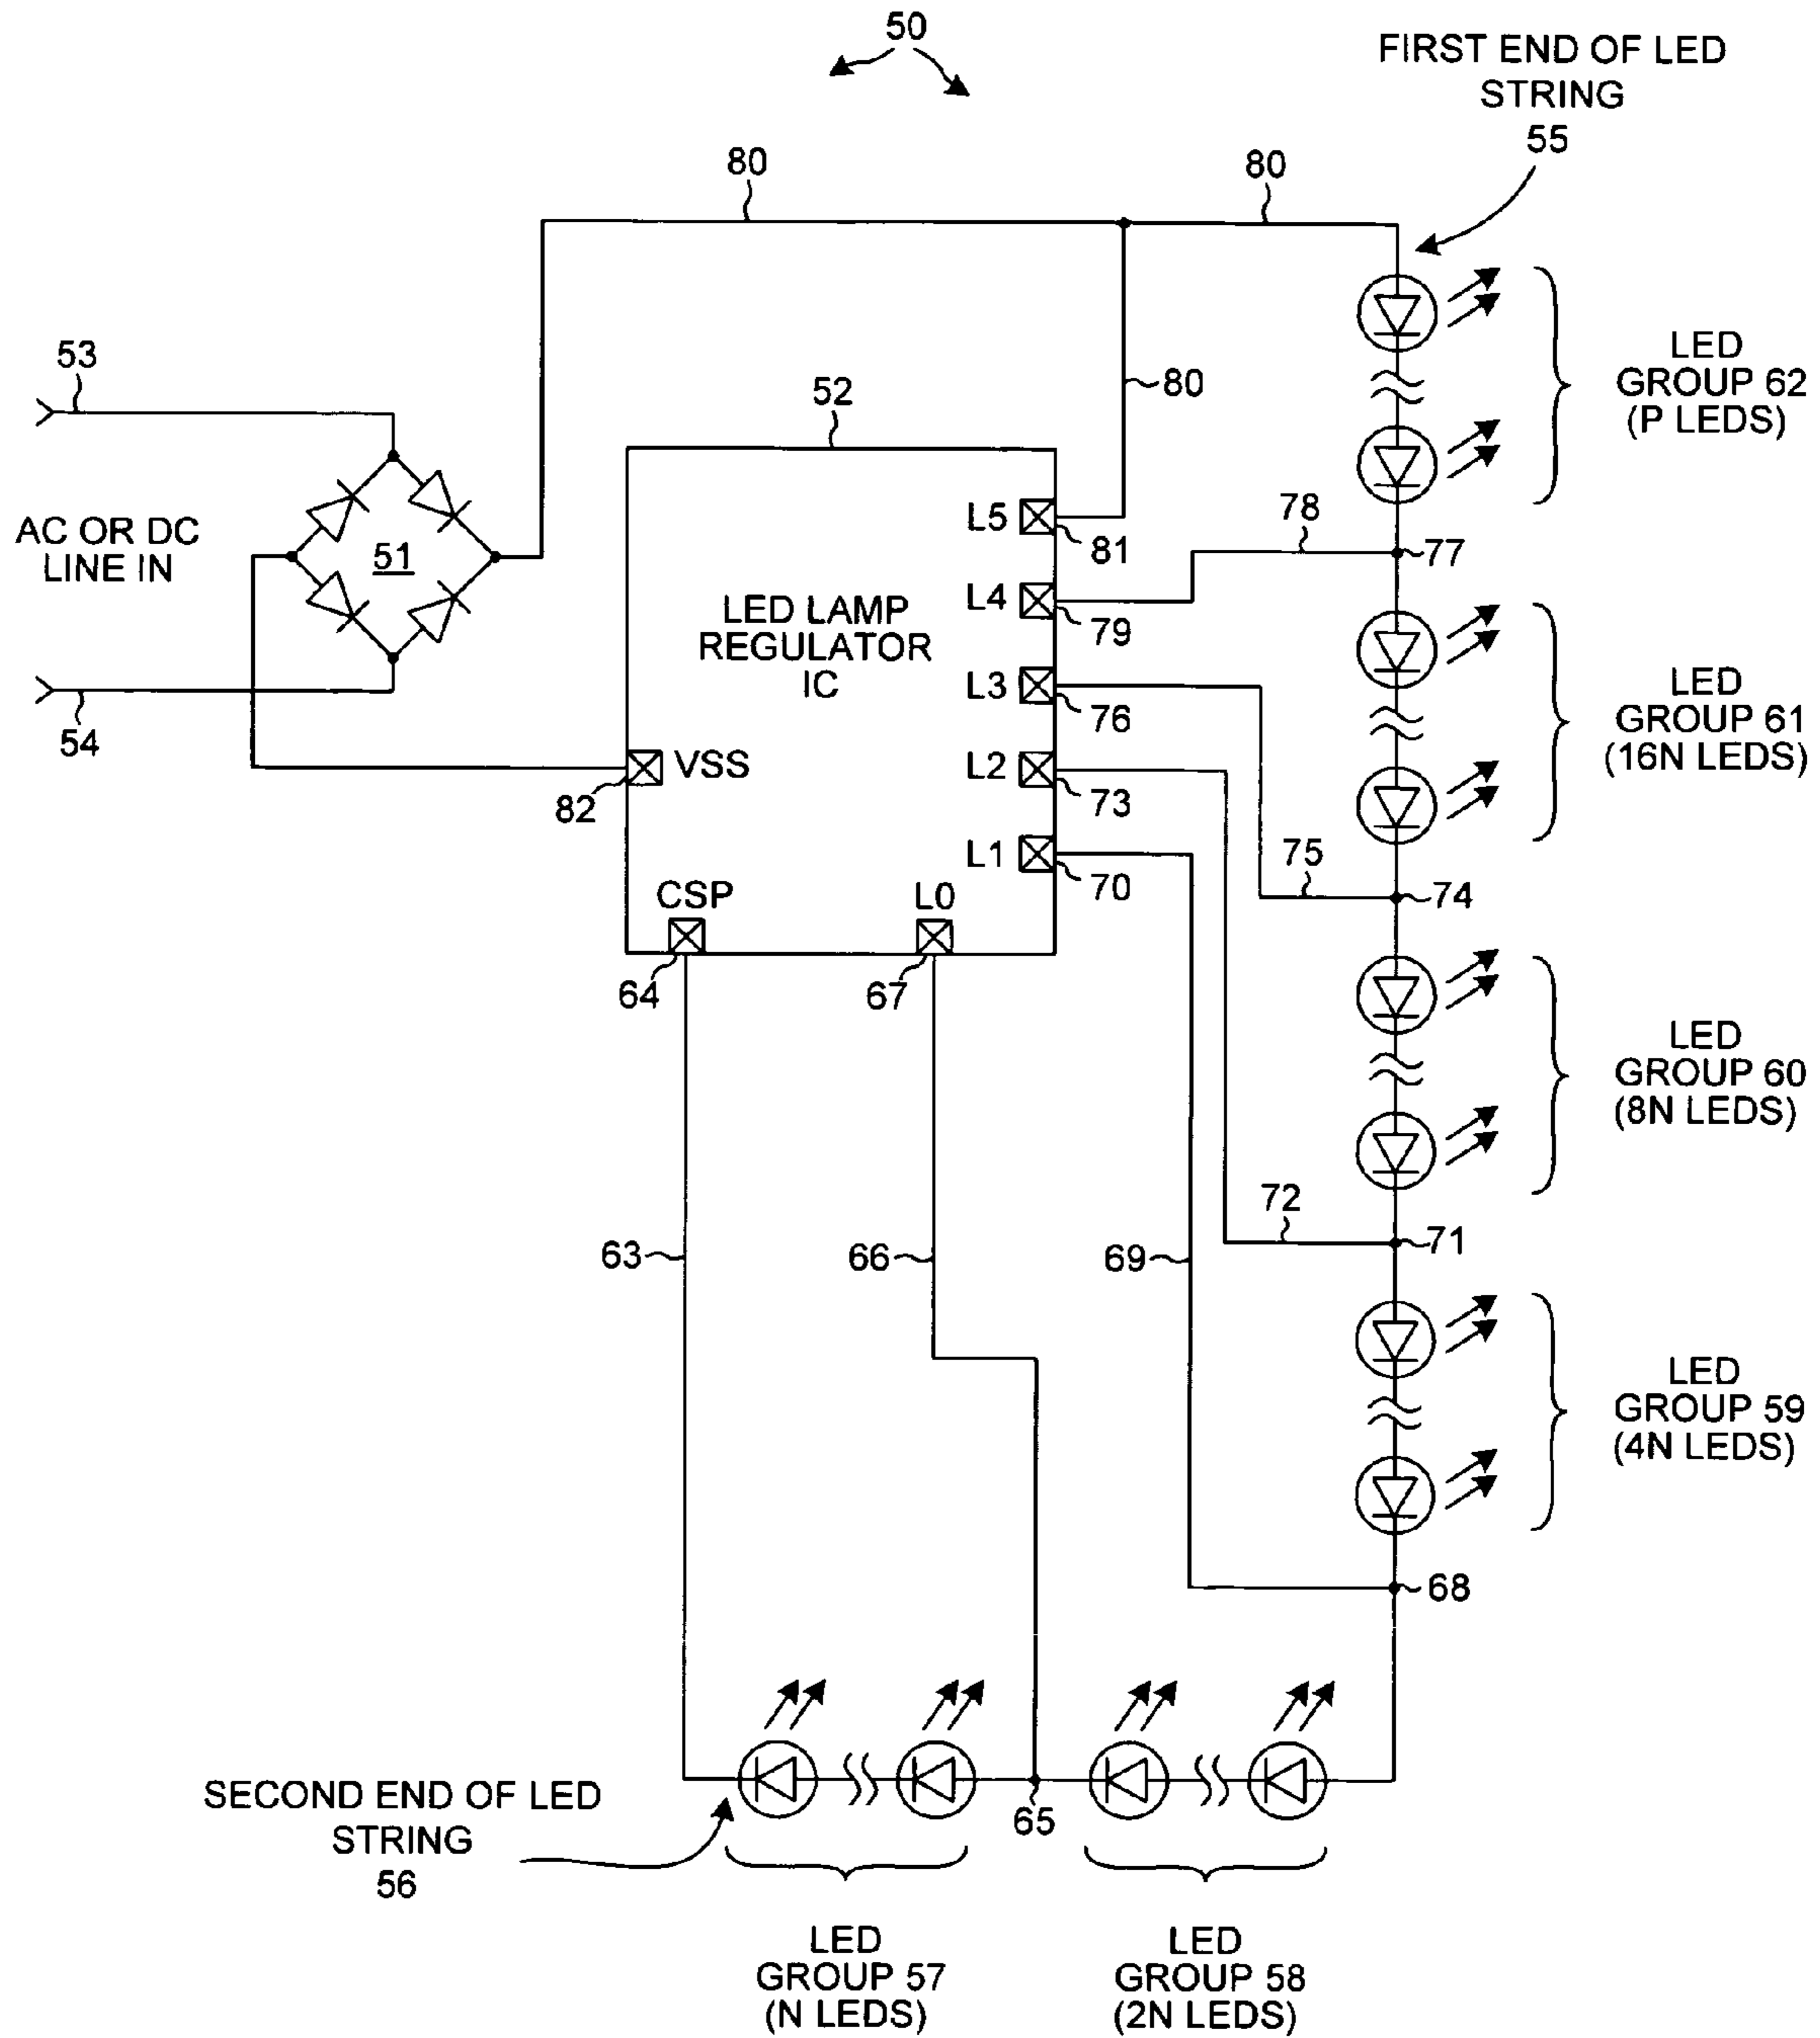 50
FIRST END OF LED
STRING
55
80
80
53
52
80
LED
GROUP 62
(P LEDS)
AC OR DC
LINE IN
51
L5
81
78
77
LED LAMP
REGULATOR
IC
L4
79
L3
76
LED
GROUP 61
(16N LEDS)
54
VSS
82
L2
73
L1
70
75
74
CSP
L0
64
67
LED
GROUP 60
(8N LEDS)
63
66
69
72
71
LED
GROUP 59
(4N LEDS)
68
SECOND END OF LED
STRING
56
65
LED
GROUP 57
(N LEDS)
LED
GROUP 58
(2N LEDS)